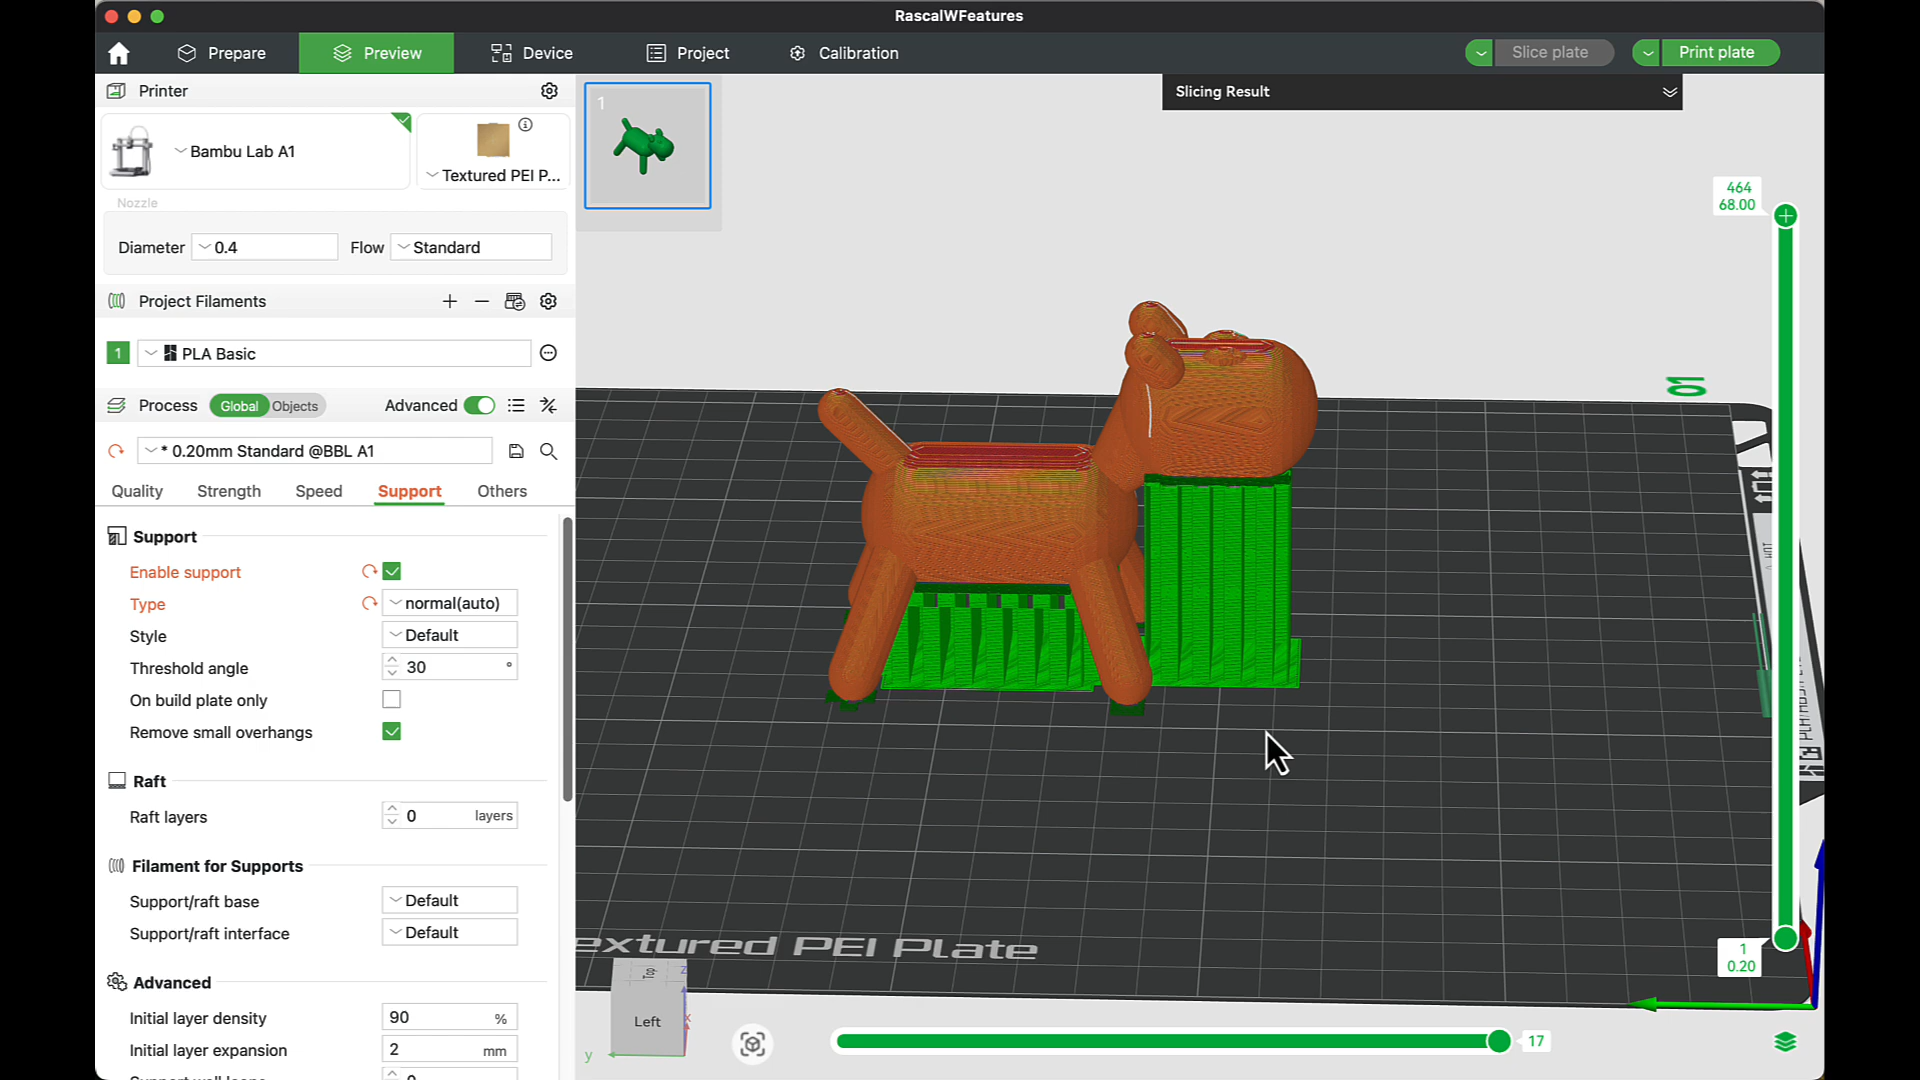 RascalWFeatures
Prepare
Preview
Device
Project
Calibration
Slice plate
Print plate
Printer
Bambu Lab A1
Textured PEI P...
Nozzle
Diameter 0.4 Flow Standard
Project Filaments
1 PLA Basic
Process Global Objects Advanced
* 0.20mm Standard @BBL A1
Quality Strength Speed Support Others
Support
Enable support
Type normal(auto)
Style Default
Threshold angle 30 °
On build plate only
Remove small overhangs
Raft
Raft layers 0 layers
Filament for Supports
Support/raft base Default
Support/raft interface Default
Advanced
Initial layer density 90 %
Initial layer expansion 2 mm
1
Slicing Result
464
68.00
01
extured PEI Plate
1
0.20
Top
z
Left
x
y
17